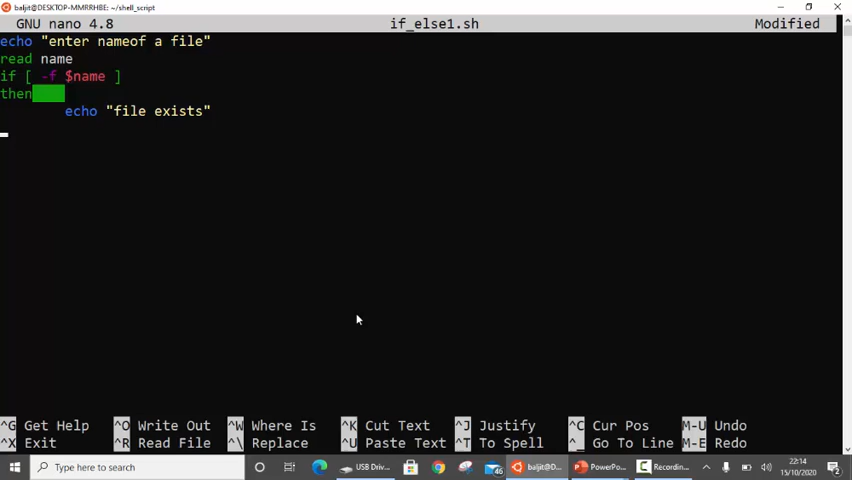 baljit@DESKTOP-MMRRHBE: ~/shell_script
GNU nano 4.8 if_else1.sh Modified
echo "enter nameof a file"
read name
if [ -f $name ]
then
echo "file exists"
^G Get Help ^O Write Out ^W Where Is ^K Cut Text ^J Justify ^C Cur Pos M-U Undo
^X Exit ^R Read File ^\ Replace ^U Paste Text ^T To Spell ^_ Go To Line M-E Redo
Type here to search USB Driv... 46 baljit@D... PowerPo... Recordin... 22:14
15/10/2020 2